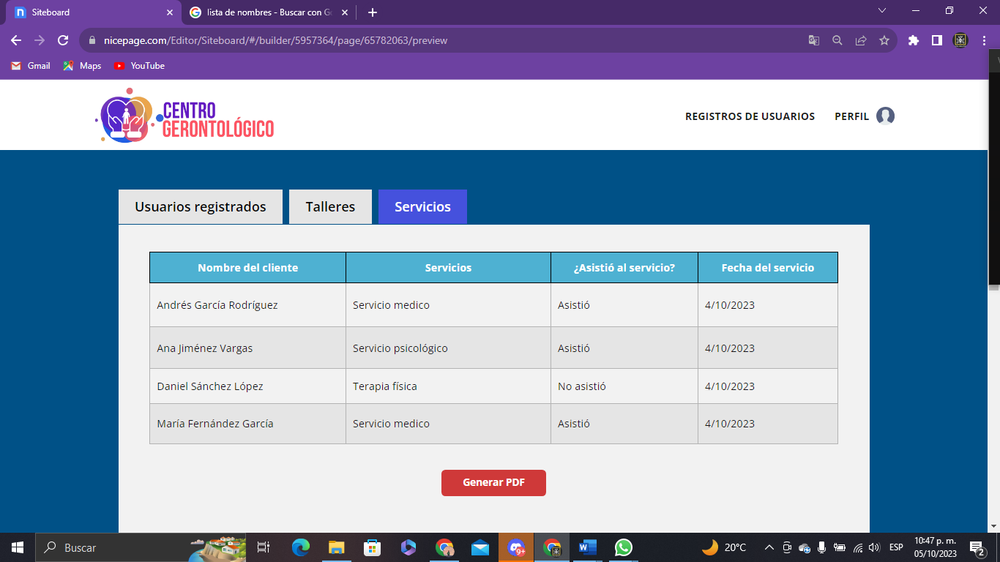 Siteboard
lista de nombres - Buscar con G
nicepage.com/Editor/Siteboard/#/builder/5957364/page/65782063/preview
Gmail Maps YouTube
CENTRO
GERONTOLÓGICO
REGISTROS DE USUARIOS PERFIL
Usuarios registrados Talleres Servicios
Nombre del cliente Servicios ¿Asistió al servicio? Fecha del servicio
Andrés García Rodríguez Servicio medico Asistió 4/10/2023
Ana Jiménez Vargas Servicio psicológico Asistió 4/10/2023
Daniel Sánchez López Terapia física No asistió 4/10/2023
María Fernández García Servicio medico Asistió 4/10/2023
Generar PDF
Buscar
9+
20°C
ESP
10:47 p. m.
05/10/2023
2